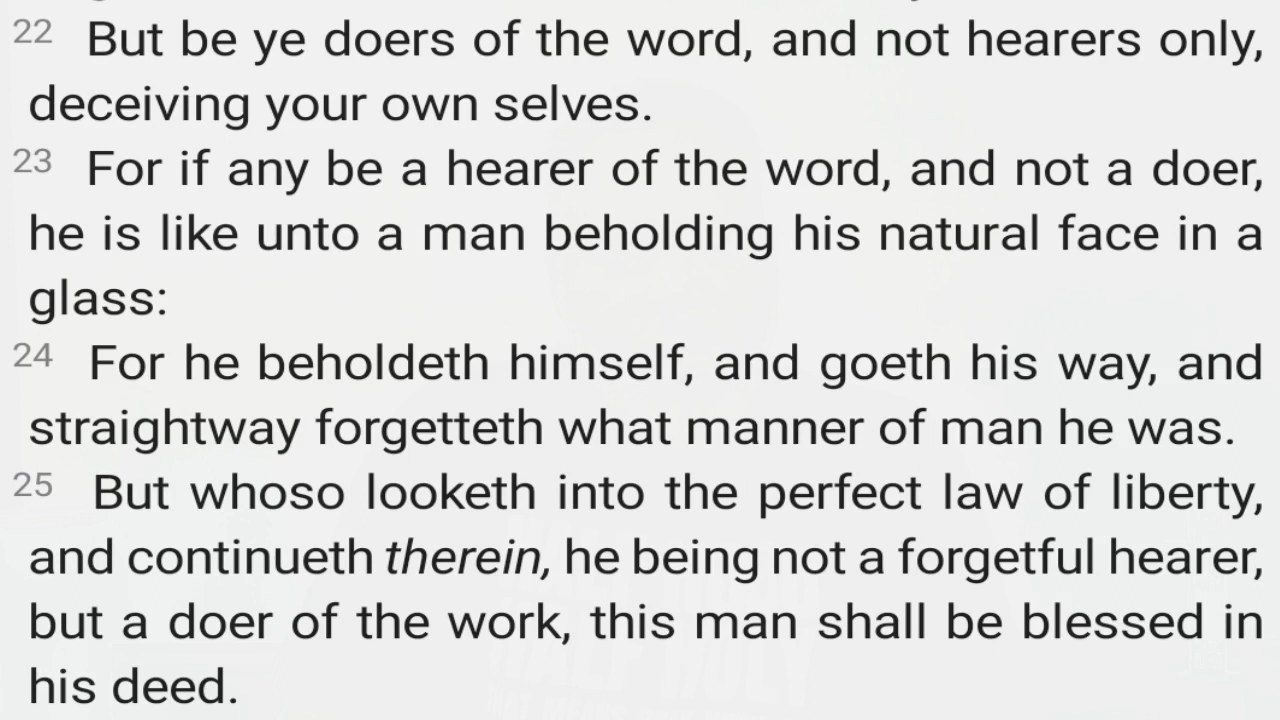 22 But be ye doers of the word, and not hearers only,
deceiving your own selves.
23 For if any be a hearer of the word, and not a doer,
he is like unto a man beholding his natural face in a
glass:
24 For he beholdeth himself, and goeth his way, and
straightway forgetteth what manner of man he was.
25 But whoso looketh into the perfect law of liberty,
and continueth therein, he being not a forgetful hearer,
but a doer of the work, this man shall be blessed in
his deed.